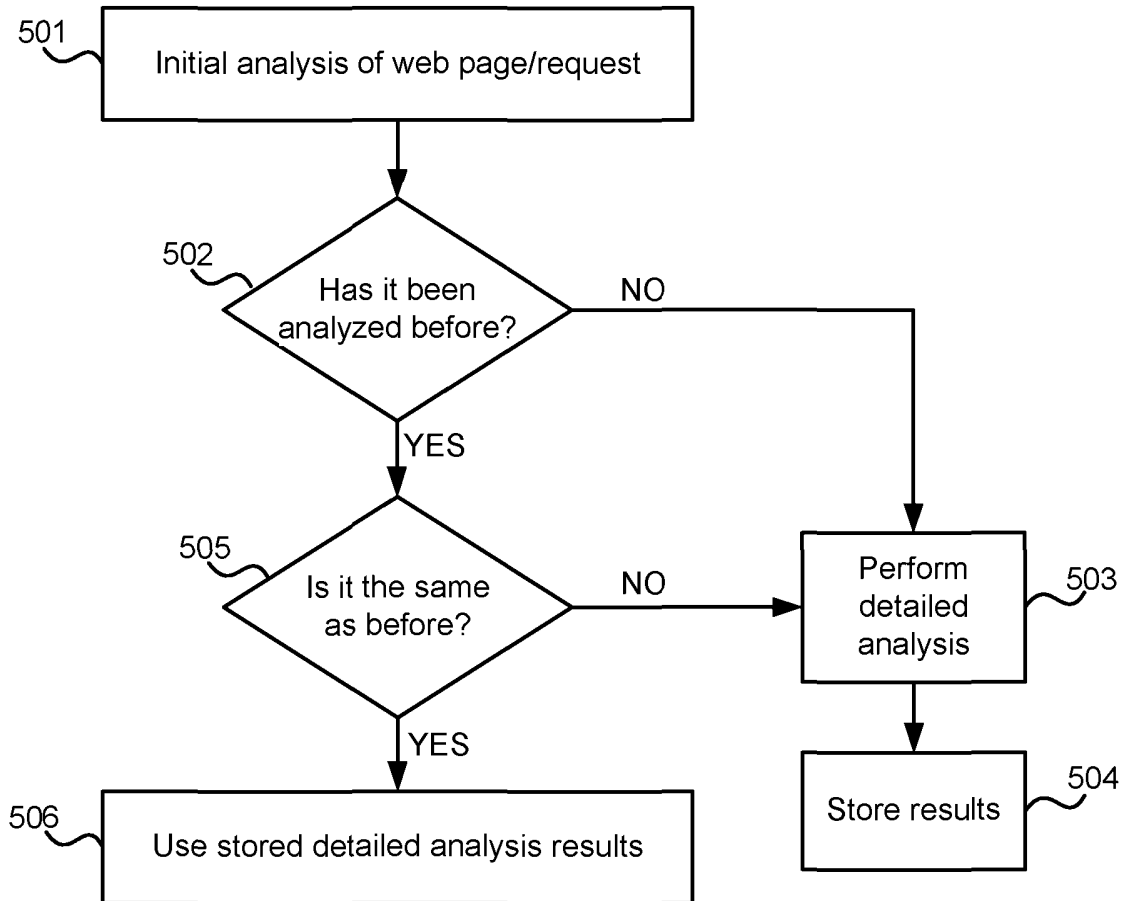 501
Initial analysis of web page/request
502
Has it been
analyzed before?
NO
YES
505
Is it the same
as before?
NO
Perform
detailed
analysis
503
YES
506
Use stored detailed analysis results
Store results
504